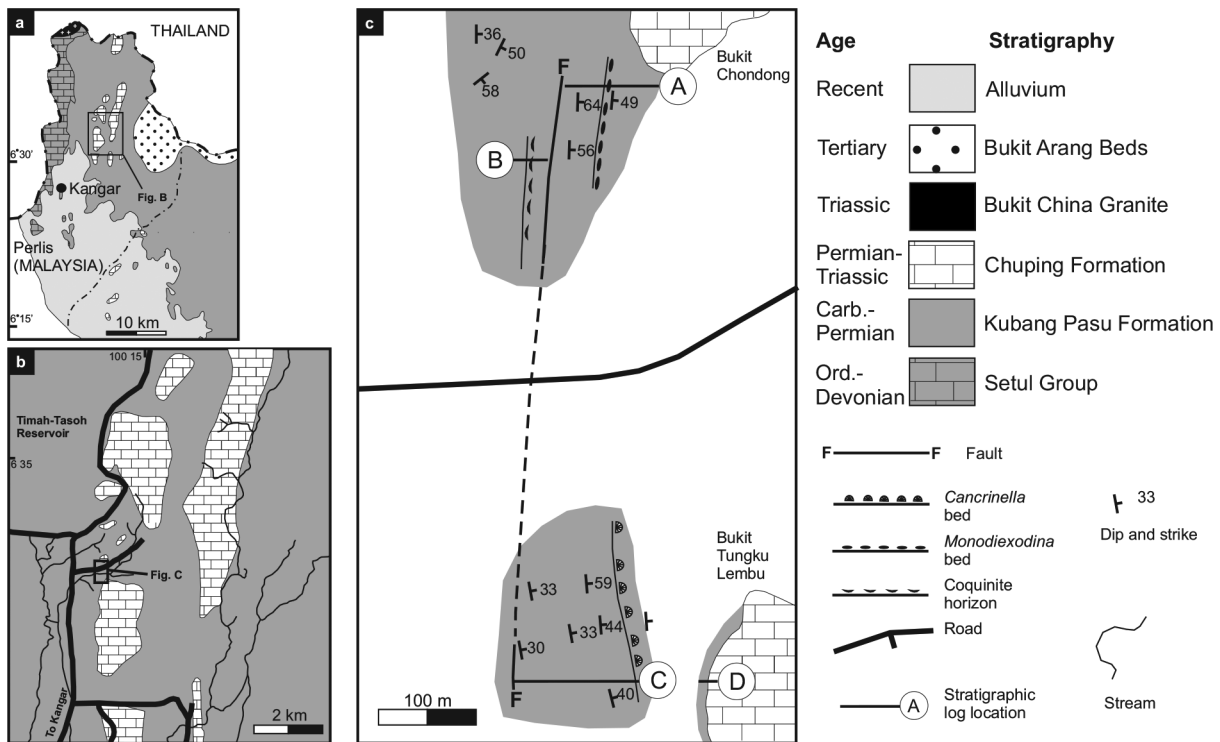 a
THAILAND
6°30'
Kangar
Fig. B
Perlis
(MALAYSIA)
6°15'
10 km
b
100 15
Timah-Tasoh
Reservoir
6 35
Fig. C
To Kangar
2 km
c
36
50
58
F
Bukit
Chondong
A
64
49
B
56
Bukit
Tungku
Lembu
33
59
33
44
30
C
D
F
40
100 m
Age
Stratigraphy
Recent
Alluvium
Tertiary
Bukit Arang Beds
Triassic
Bukit China Granite
Permian-
Triassic
Chuping Formation
Carb.-
Permian
Kubang Pasu Formation
Ord.-
Devonian
Setul Group
F F Fault
Cancrinella
bed
33
Dip and strike
Monodiexodina
bed
Coquinite
horizon
Road
A
Stratigraphic
log location
Stream